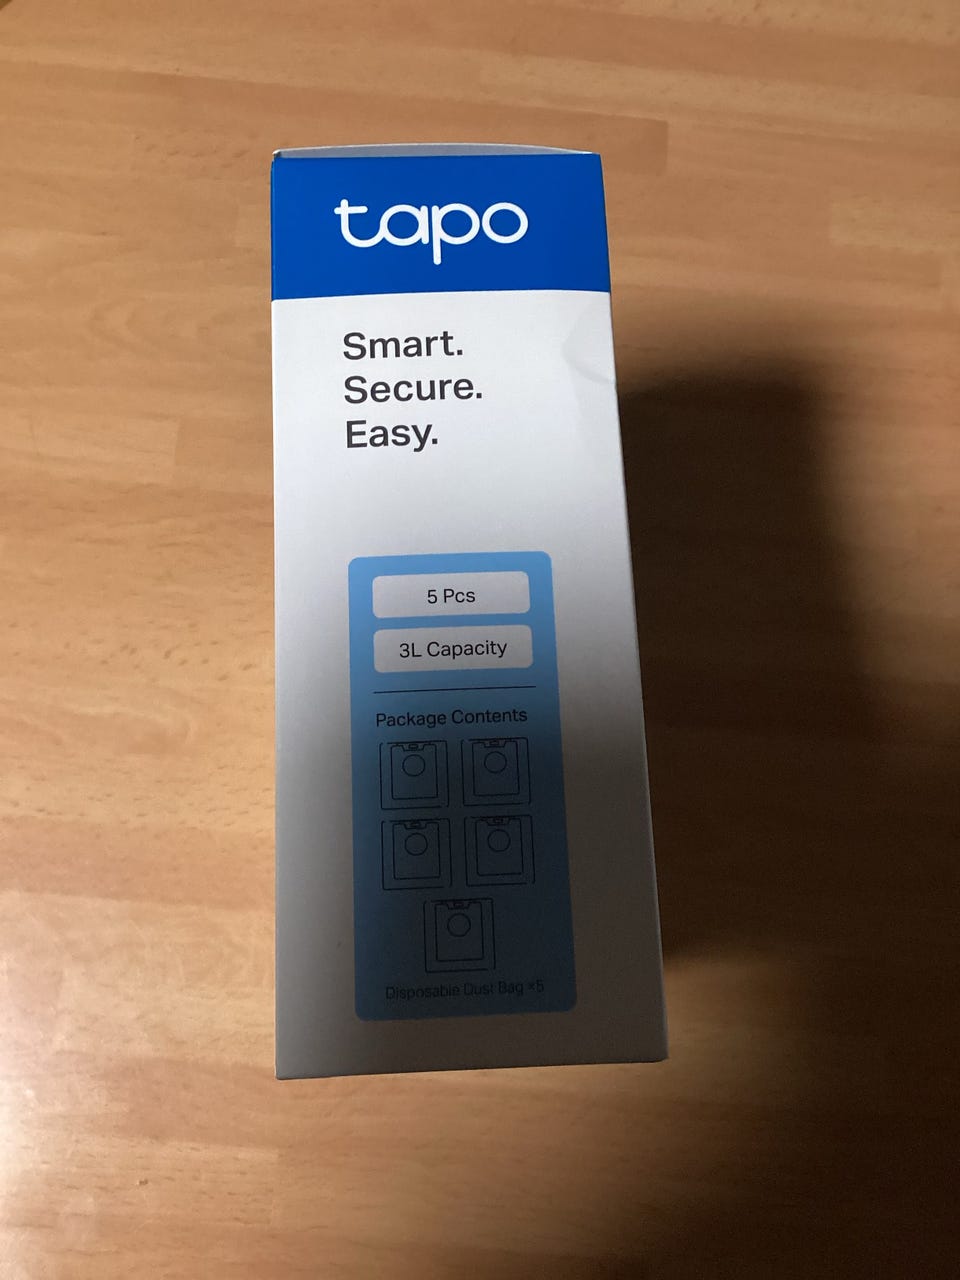 tapo
Smart.
Secure.
Easy.
5 Pcs
3L Capacity
Package Contents
Disposable Dust Bag ×5